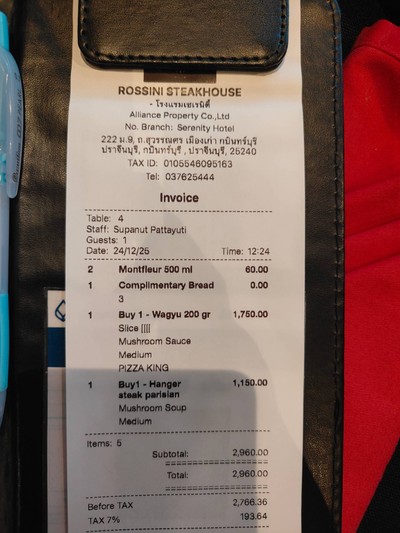 ROSSINI STEAKHOUSE
- โรงแรมเซเรนิตี้
Alliance Property Co.,Ltd
No. Branch: Serenity Hotel
222 ม.9, ถ.สุวรรณศร เมืองเก่า กบินทร์บุรี
ปราจีนบุรี, กบินทร์บุรี , ปราจีนบุรี, 25240
TAX ID: 0105546095163
Tel: 037625444
Invoice
Table: 4
Staff: Supanut Pattayuti
Guests: 1
Date: 24/12/25 Time: 12:24
2 Montfleur 500 ml 60.00
1 Complimentary Bread 0.00
3
1 Buy 1 - Wagyu 200 gr 1,750.00
Slice [[[[
Mushroom Sauce
Medium
PIZZA KING
1 Buy1 - Hanger 1,150.00
steak parisian
Mushroom Soup
Medium
Items: 5
Subtotal: 2,960.00
Total: 2,960.00
Before TAX 2,766.36
TAX 7% 193.64